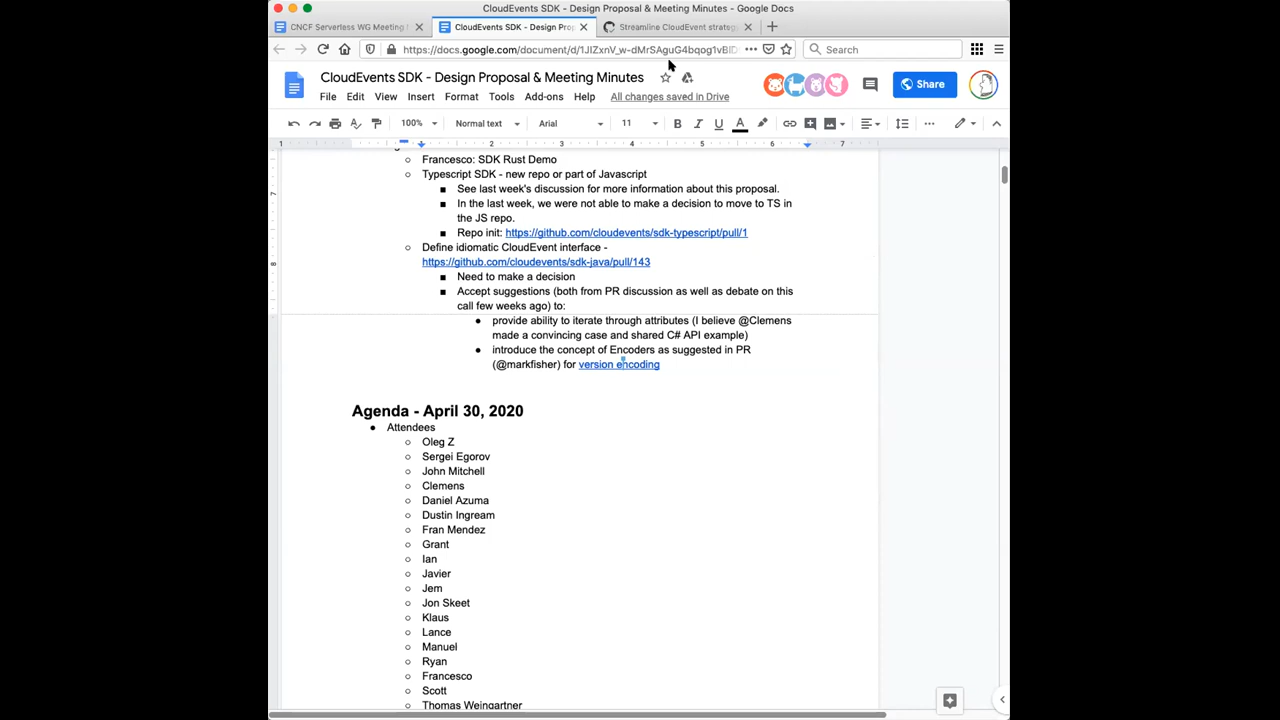 CloudEvents SDK - Design Proposal & Meeting Minutes - Google Docs
CNCF Serverless WG Meeting
CloudEvents SDK - Design Pro
Streamline CloudEvent strateg
https://docs.google.com/document/d/1JIZxnV_w-dMrSAguG4bqog1vBID
Search
CloudEvents SDK - Design Proposal & Meeting Minutes
Share
File Edit View Insert Format Tools Add-ons Help All changes saved in Drive
100% Normal text Arial 11 B I U A
1 1 2 3 4 5 6 7
Francesco: SDK Rust Demo
Typescript SDK - new repo or part of Javascript
See last week's discussion for more information about this proposal.
In the last week, we were not able to make a decision to move to TS in
the JS repo.
Repo init: https://github.com/cloudevents/sdk-typescript/pull/1
Define idiomatic CloudEvent interface -
https://github.com/cloudevents/sdk-java/pull/143
Need to make a decision
Accept suggestions (both from PR discussion as well as debate on this
call few weeks ago) to:
provide ability to iterate through attributes (I believe @Clemens
made a convincing case and shared C# API example)
introduce the concept of Encoders as suggested in PR
(@markfisher) for version encoding
Agenda - April 30, 2020
Attendees
Oleg Z
Sergei Egorov
John Mitchell
Clemens
Daniel Azuma
Dustin Ingream
Fran Mendez
Grant
Ian
Javier
Jem
Jon Skeet
Klaus
Lance
Manuel
Ryan
Francesco
Scott
Thomas Weingartner
7
8